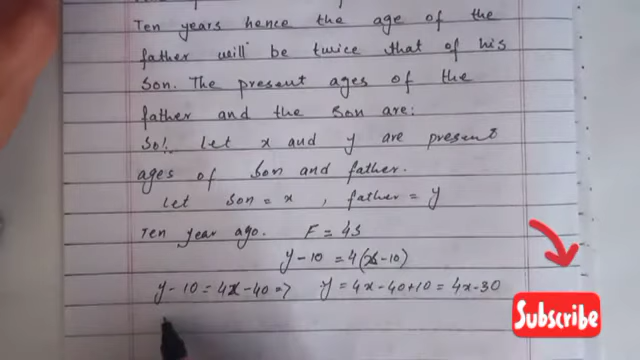 Ten years hence the age of the
father will be twice that of his
son. The present ages of the
father and the son are:
Sol. Let x and y are present
ages of Son and father.
Let son = x , father = y
Ten year ago. F = 4S
y - 10 = 4(x - 10)
y - 10 = 4x - 40 => y = 4x - 40 + 10 = 4x - 30
Subscribe